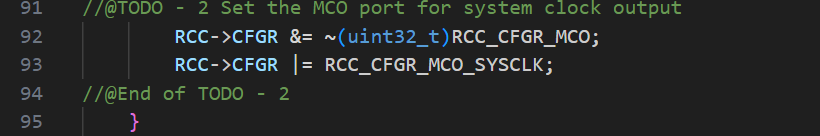 91 //@TODO - 2 Set the MCO port for system clock output
92 RCC->CFGR &= ~(uint32_t)RCC_CFGR_MCO;
93 RCC->CFGR |= RCC_CFGR_MCO_SYSCLK;
94 //@End of TODO - 2
95 }